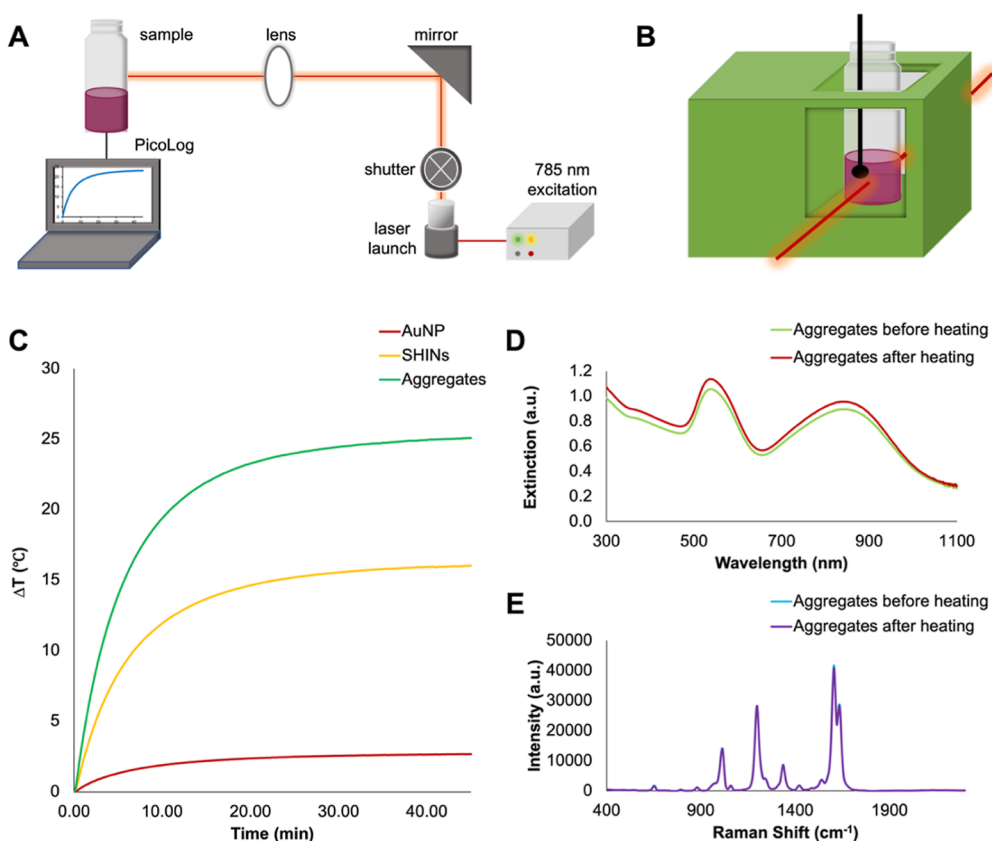 A
sample
lens
mirror
PicoLog
shutter
785 nm
excitation
laser
launch
B
C
AuNP
SHINs
Aggregates
30
25
20
15
10
5
0
ΔT (℃)
0.00
10.00
20.00
30.00
40.00
Time (min)
D
Aggregates before heating
Aggregates after heating
1.2
1.0
0.8
0.6
0.4
0.2
0.0
Extinction (a.u.)
300
500
700
900
1100
Wavelength (nm)
E
Aggregates before heating
Aggregates after heating
50000
40000
30000
20000
10000
0
Intensity (a.u.)
400
900
1400
1900
Raman Shift (cm⁻¹)